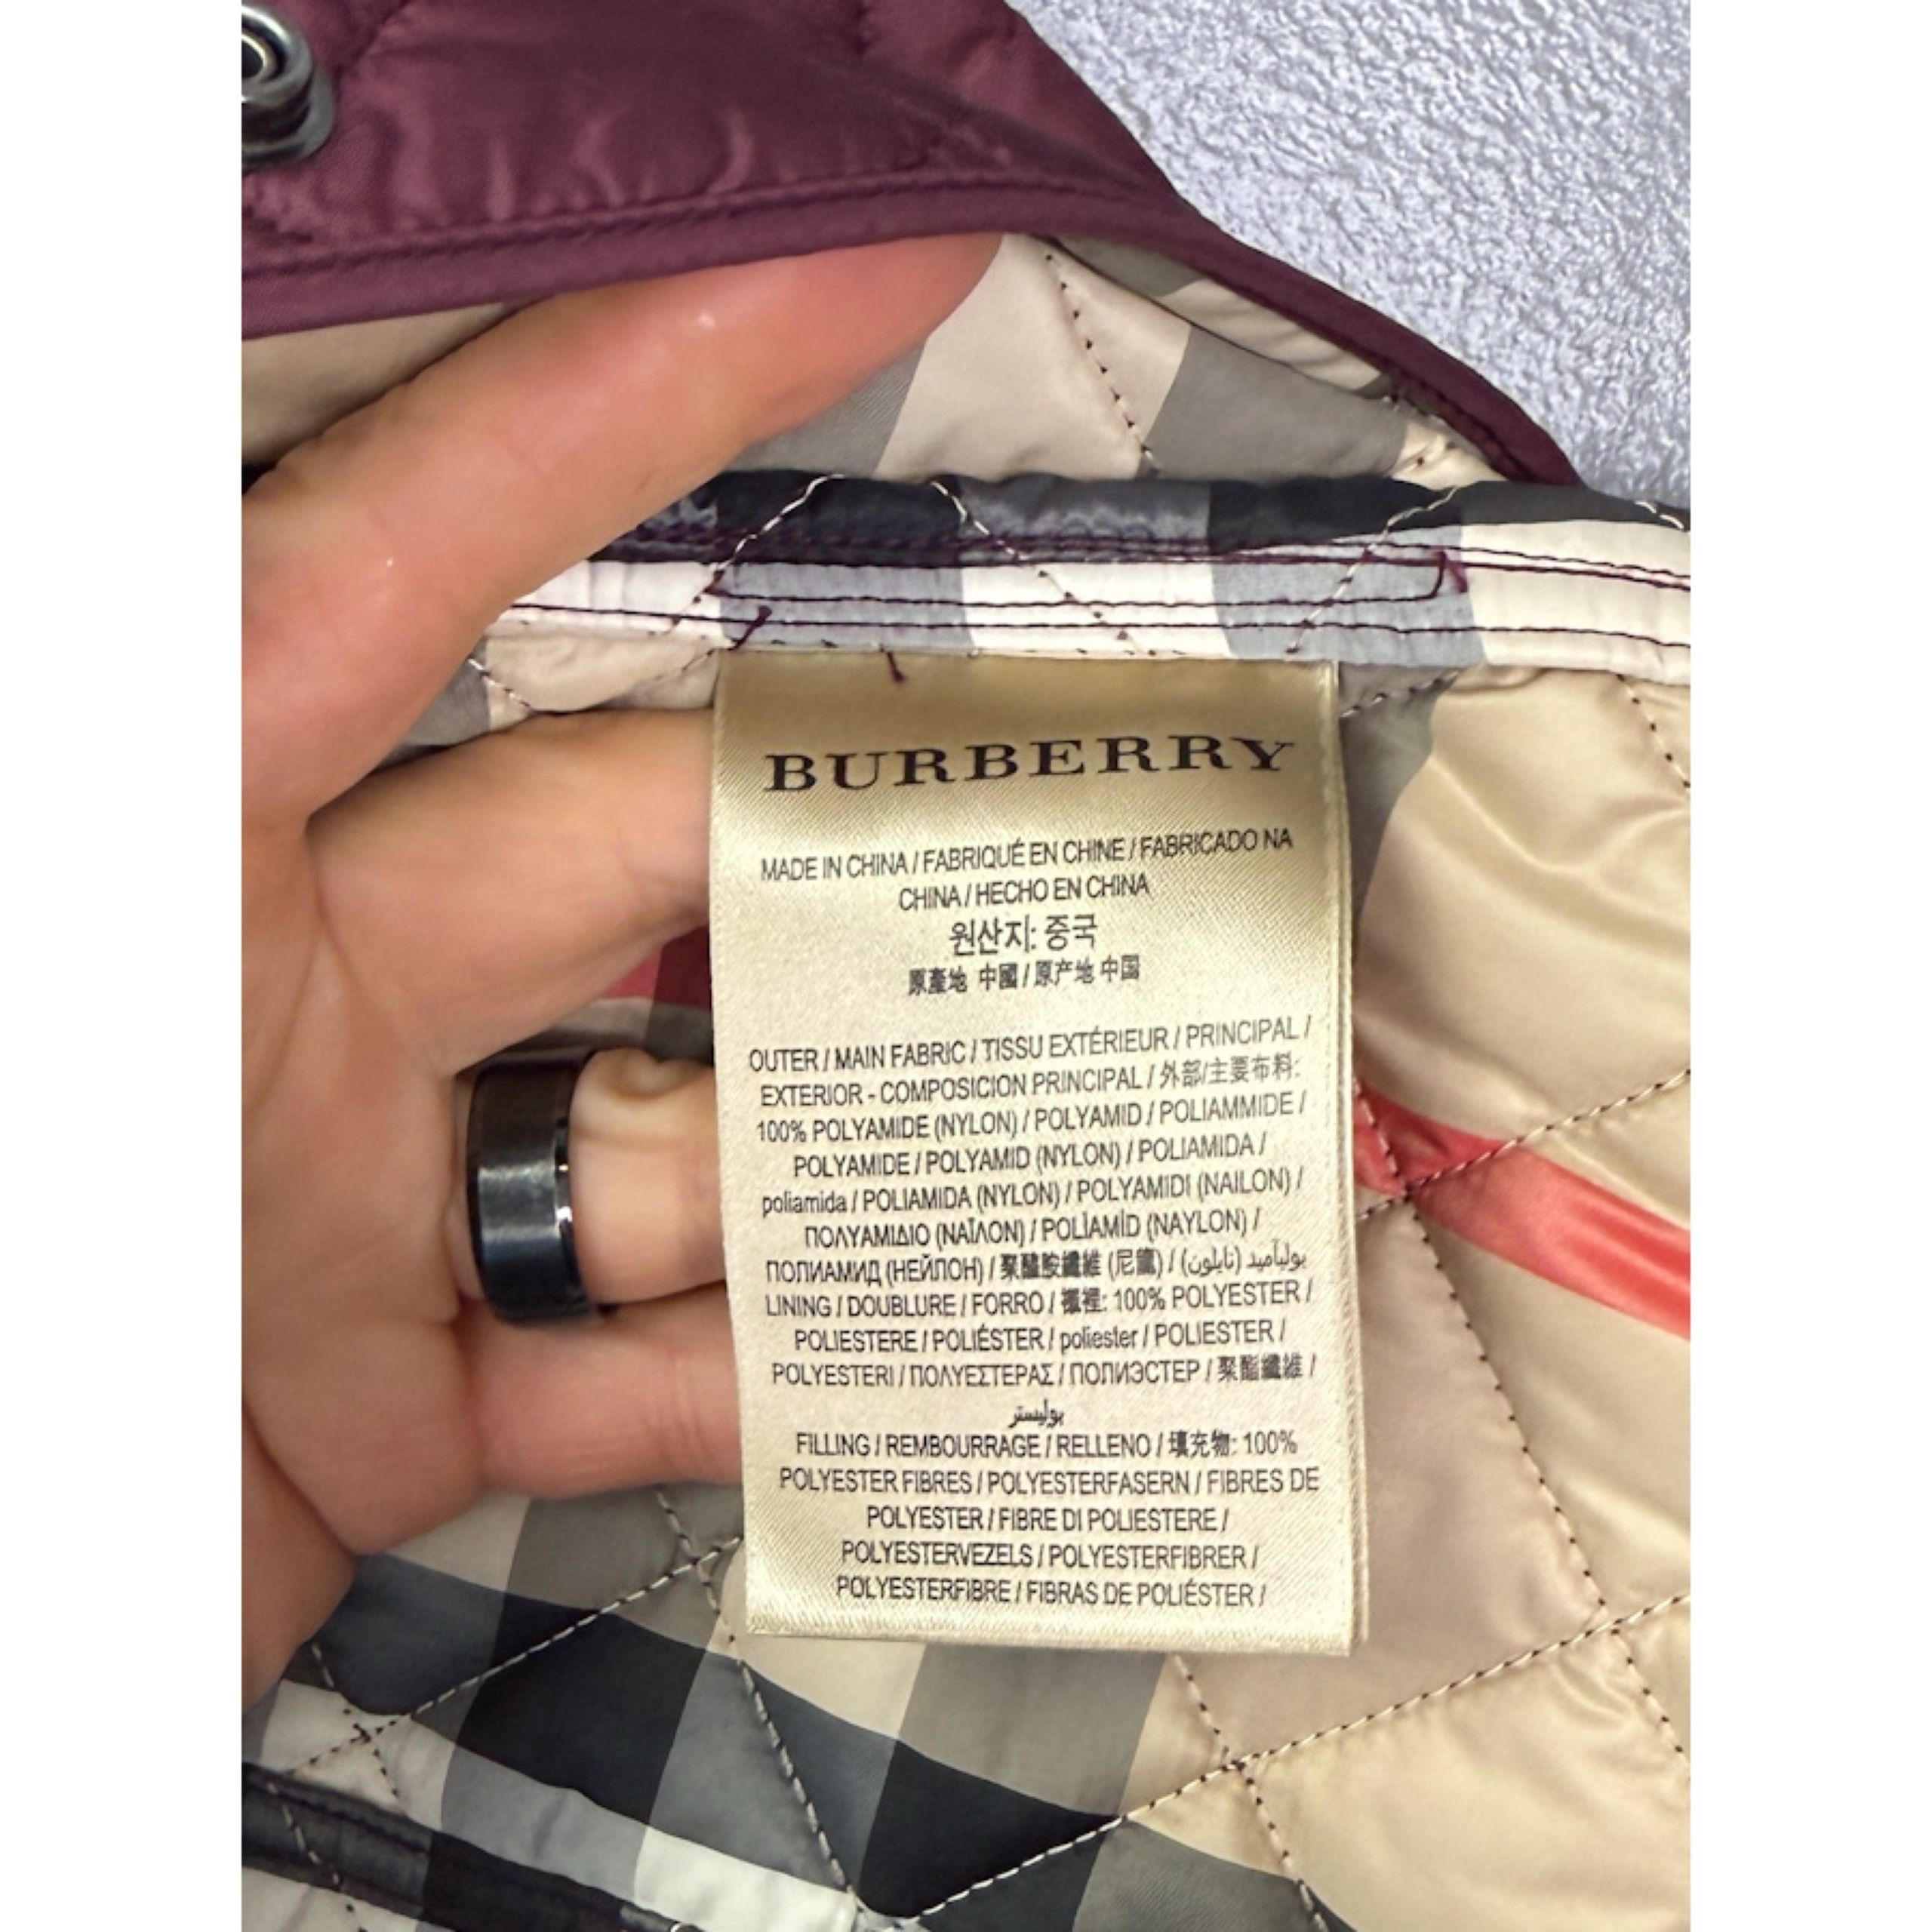 BURBERRY
MADE IN CHINA / FABRIQUÉ EN CHINE / FABRICADO NA
CHINA / HECHO EN CHINA
원산지: 중국
原產地 中國 / 原产地 中国
OUTER / MAIN FABRIC / TISSU EXTÉRIEUR / PRINCIPAL /
EXTERIOR - COMPOSICION PRINCIPAL / 外部/主要布料:
100% POLYAMIDE (NYLON) / POLYAMID / POLIAMMIDE /
POLYAMIDE / POLYAMID (NYLON) / POLIAMIDA /
poliamida / POLIAMIDA (NYLON) / POLYAMIDI (NAILON) /
ΠΟΛΥΑΜΙΔΙΟ (ΝΑΪΛΟΝ) / POLİAMİD (NAYLON) /
ПОЛИАМИД (НЕЙЛОН) / 聚醯胺纖維 (尼龍) / بوليآميد (نايلون)
LINING / DOUBLURE / FORRO / 襯裡: 100% POLYESTER /
POLIESTERE / POLIÉSTER / poliester / POLIESTER /
POLYESTERI / ΠΟΛΥΕΣΤΕΡΑΣ / ПОЛИЭСТЕР / 聚酯纖維 /
بوليستر
FILLING / REMBOURRAGE / RELLENO / 填充物: 100%
POLYESTER FIBRES / POLYESTERFASERN / FIBRES DE
POLYESTER / FIBRE DI POLIESTERE /
POLYESTERVEZELS / POLYESTERFIBRER /
POLYESTERFIBRE / FIBRAS DE POLIÉSTER /